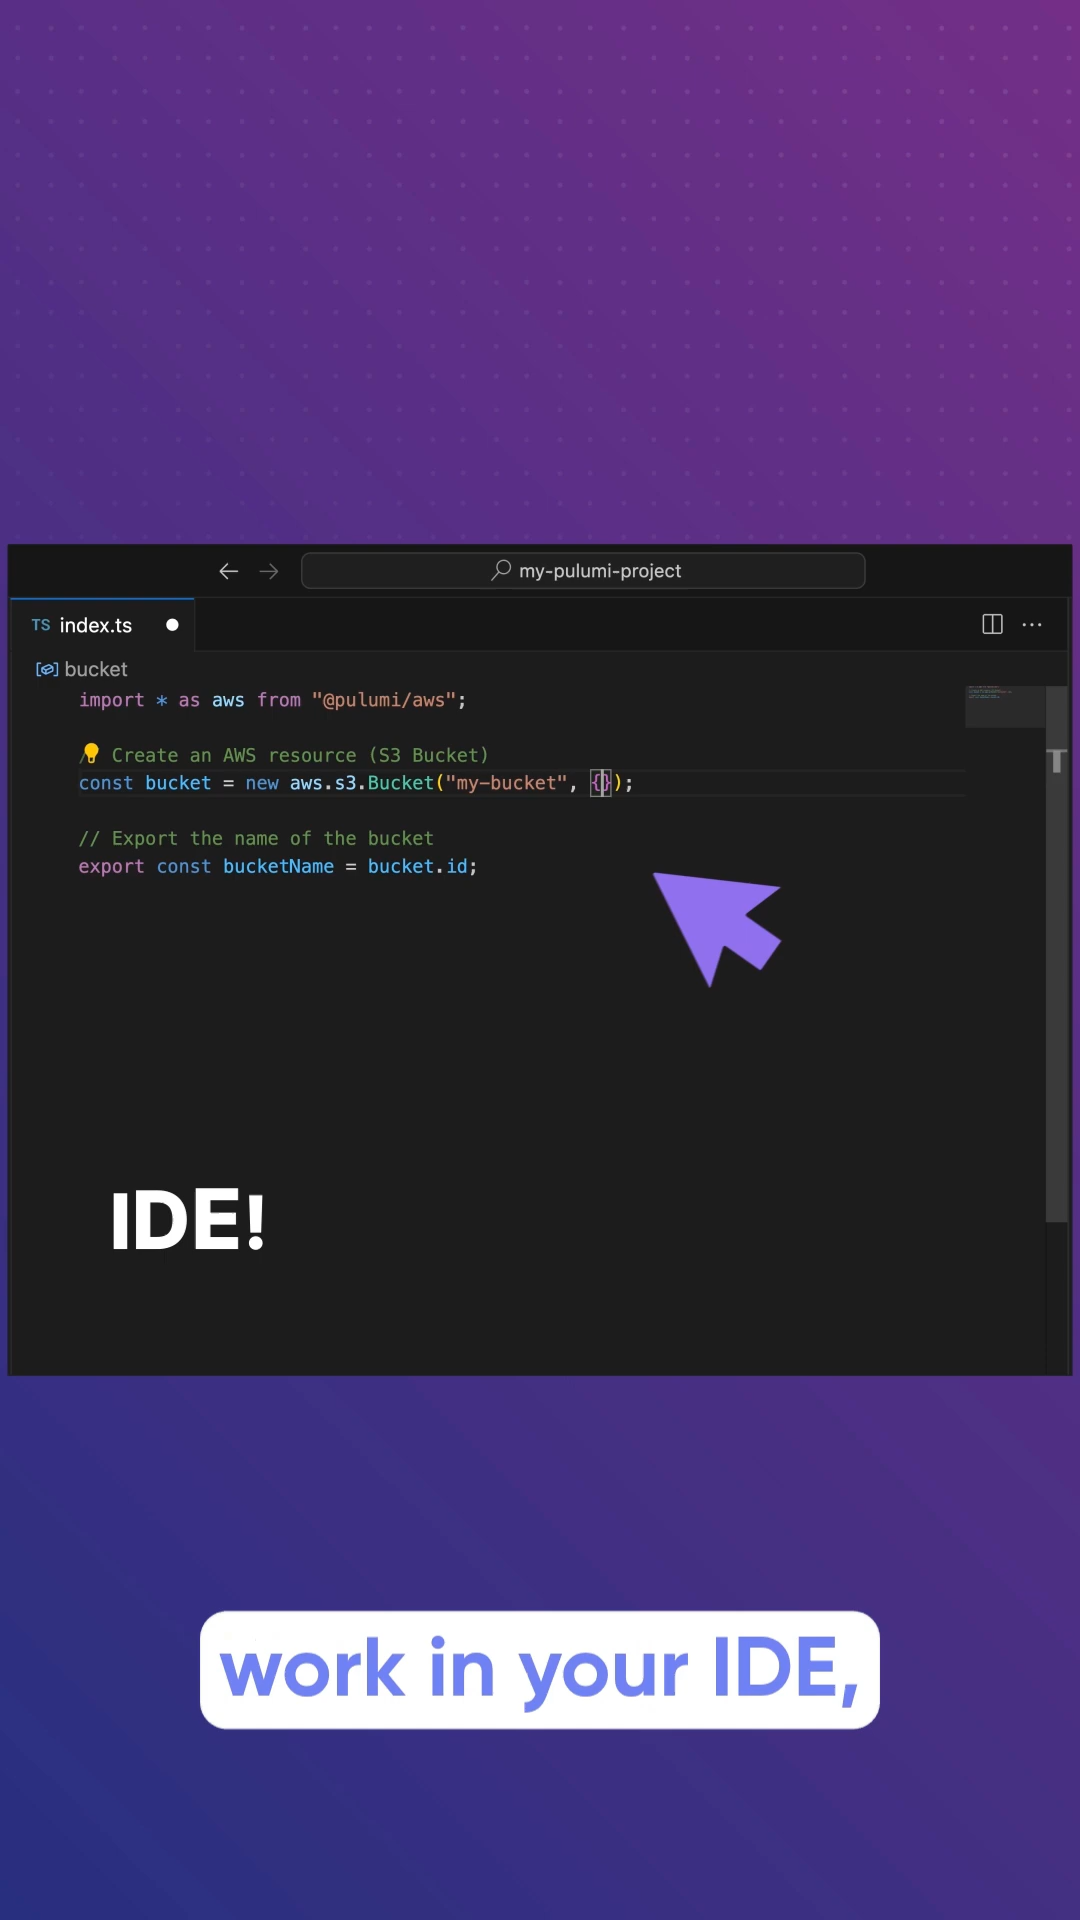 my-pulumi-project
TS index.ts
bucket
import * as aws from "@pulumi/aws";
/ Create an AWS resource (S3 Bucket)
const bucket = new aws.s3.Bucket("my-bucket", {});
// Export the name of the bucket
export const bucketName = bucket.id;
IDE!
work in your IDE,